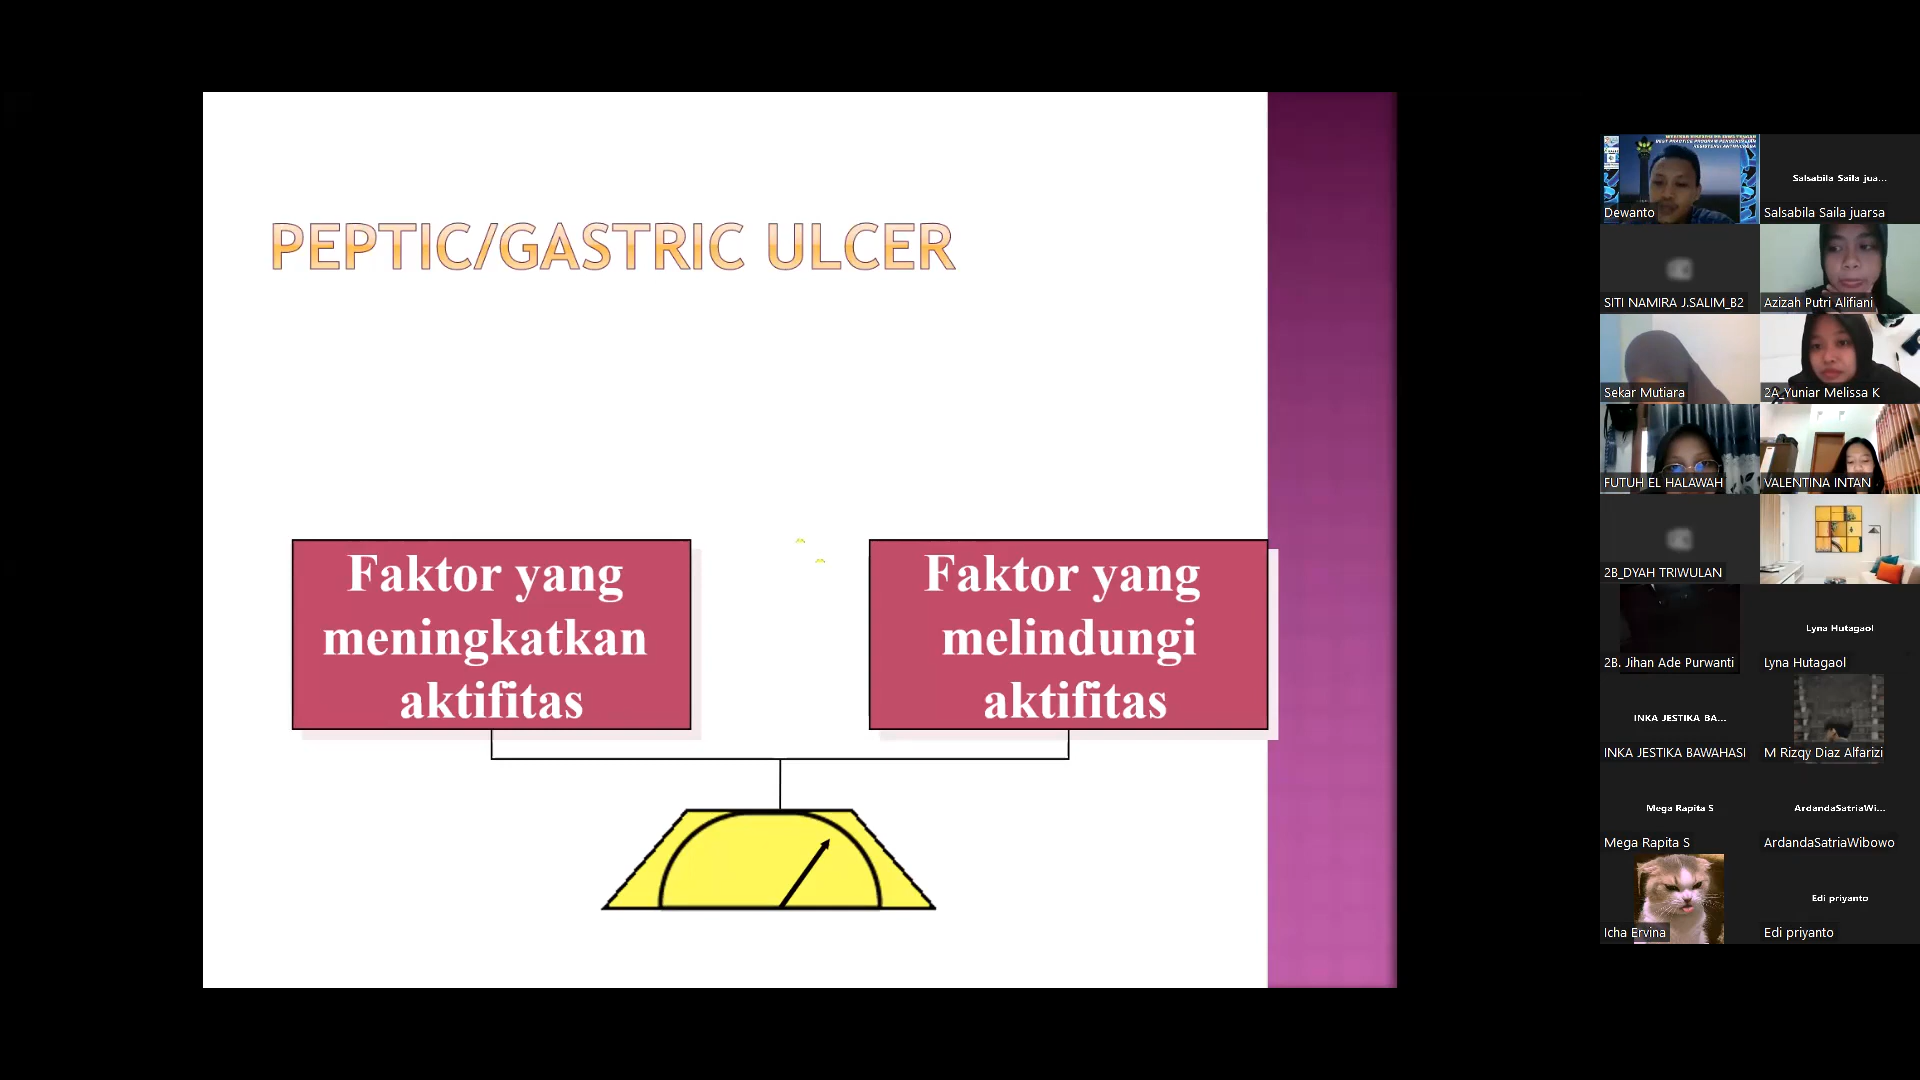 PEPTIC/GASTRIC ULCER
Faktor yang
meningkatkan
aktifitas
Faktor yang
melindungi
aktifitas
Dewanto
Salsabila Saila jua...
Salsabila Saila juarsa
SITI NAMIRA J.SALIM_B2
Azizah Putri Alifiani
Sekar Mutiara
2A_Yuniar Melissa K
FUTUH EL HALAWAH
VALENTINA INTAN
2B_DYAH TRIWULAN
2B. Jihan Ade Purwanti
Lyna Hutagaol
Lyna Hutagaol
INKA JESTIKA BA...
INKA JESTIKA BAWAHASI
M Rizqy Diaz Alfarizi
Mega Rapita S
Mega Rapita S
ArdandaSatriaWi...
ArdandaSatriaWibowo
Icha Ervina
Edi priyanto
Edi priyanto